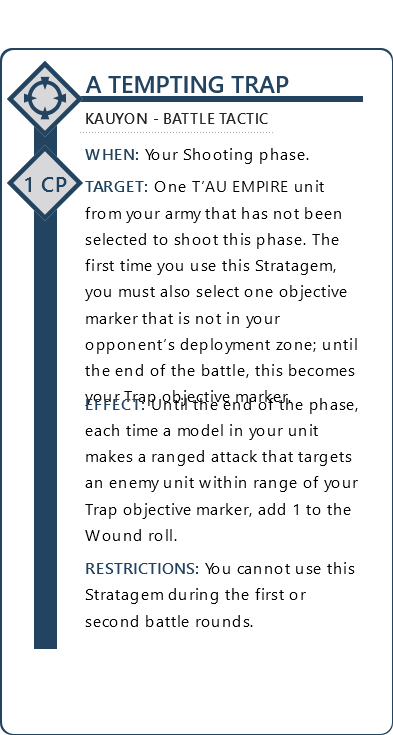 A TEMPTING TRAP
KAUYON - BATTLE TACTIC
WHEN: Your Shooting phase.
1 CP
TARGET: One T'AU EMPIRE unit
from your army that has not been
selected to shoot this phase. The
first time you use this Stratagem,
you must also select one objective
marker that is not in your
opponent's deployment zone; until
the end of the battle, this becomes
your Trap objective marker.
EFFECT: Until the end of the phase,
each time a model in your unit
makes a ranged attack that targets
an enemy unit within range of your
Trap objective marker, add 1 to the
Wound roll.
RESTRICTIONS: You cannot use this
Stratagem during the first or
second battle rounds.